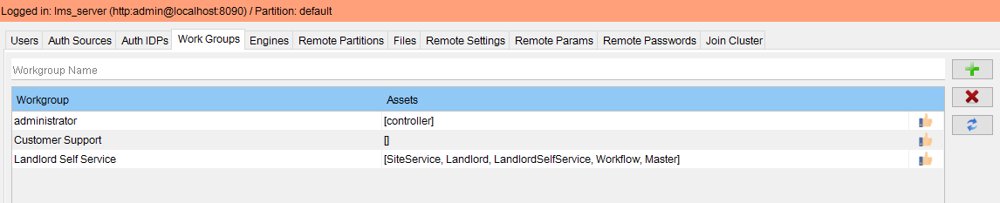 Logged in: lms_server (http:admin@localhost:8090) / Partition: default
Users Auth Sources Auth IDPs Work Groups Engines Remote Partitions Files Remote Settings Remote Params Remote Passwords Join Cluster
Workgroup Name
Workgroup Assets
administrator [controller]
Customer Support []
Landlord Self Service [SiteService, Landlord, LandlordSelfService, Workflow, Master]